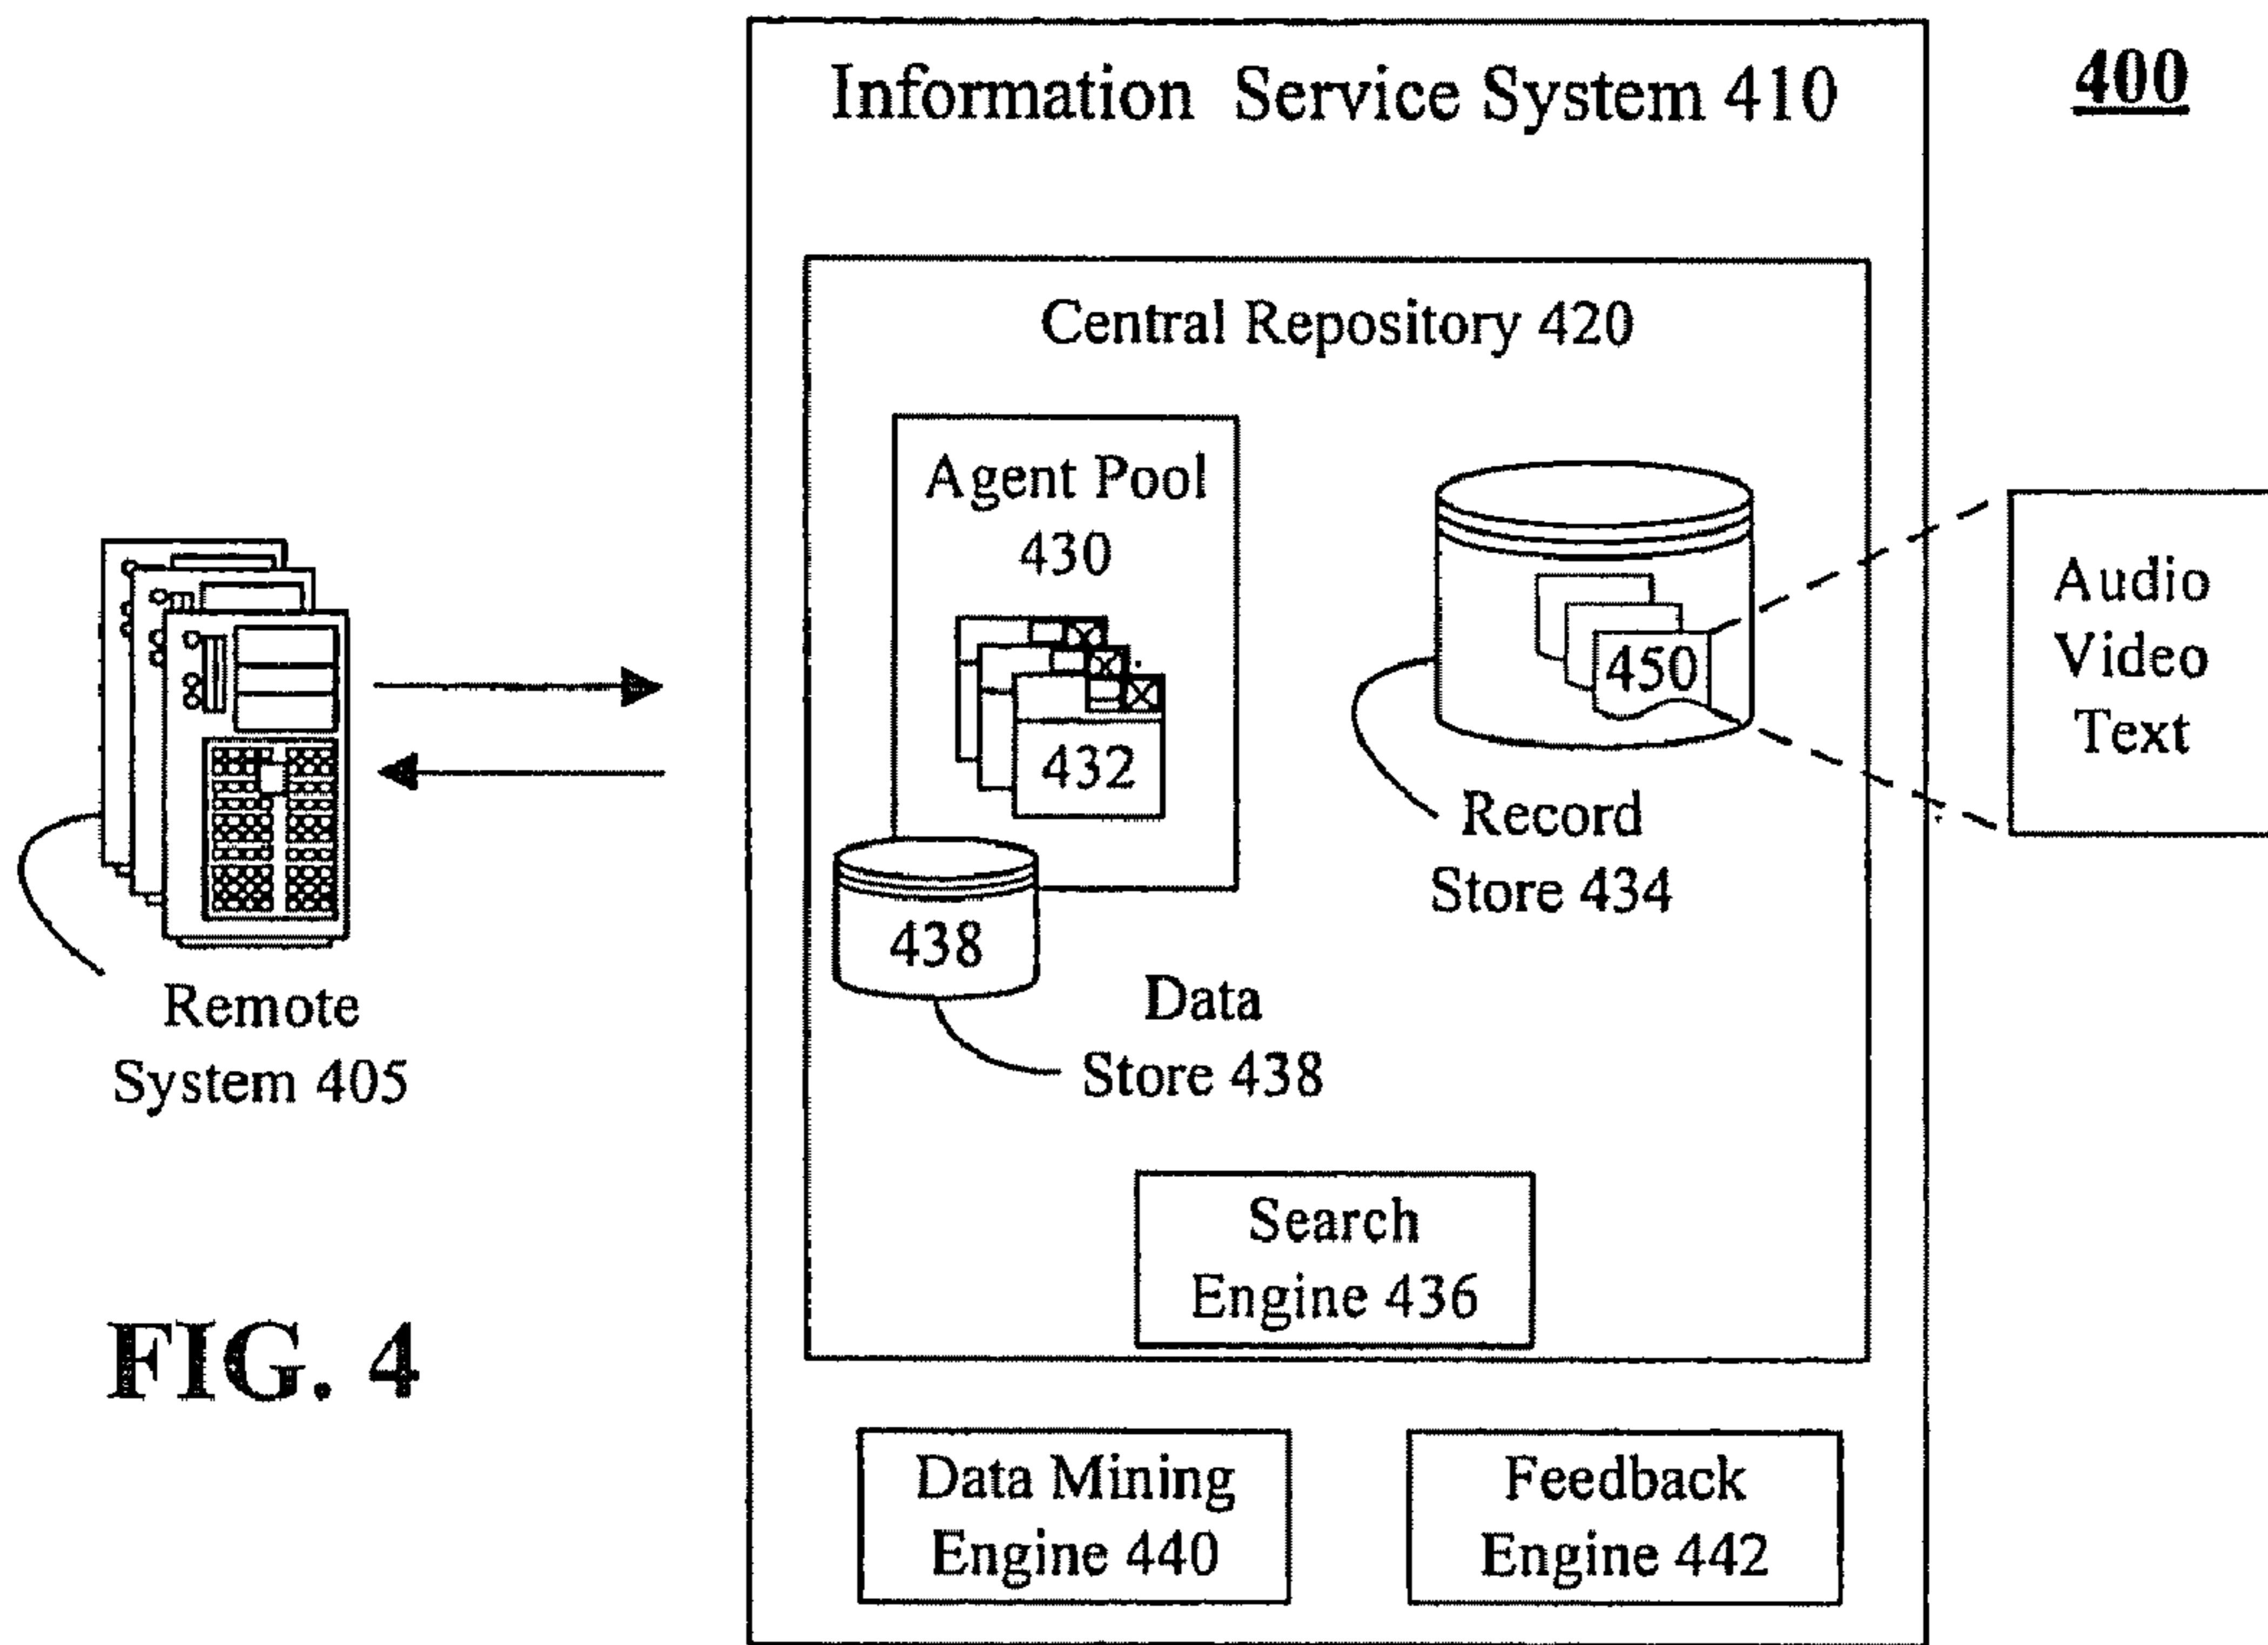 Information Service System 410
400
Central Repository 420
Agent Pool
430
432
450
Audio
Video
Text
Record
Store 434
438
Data
Store 438
Remote
System 405
Search
Engine 436
FIG. 4
Data Mining
Engine 440
Feedback
Engine 442